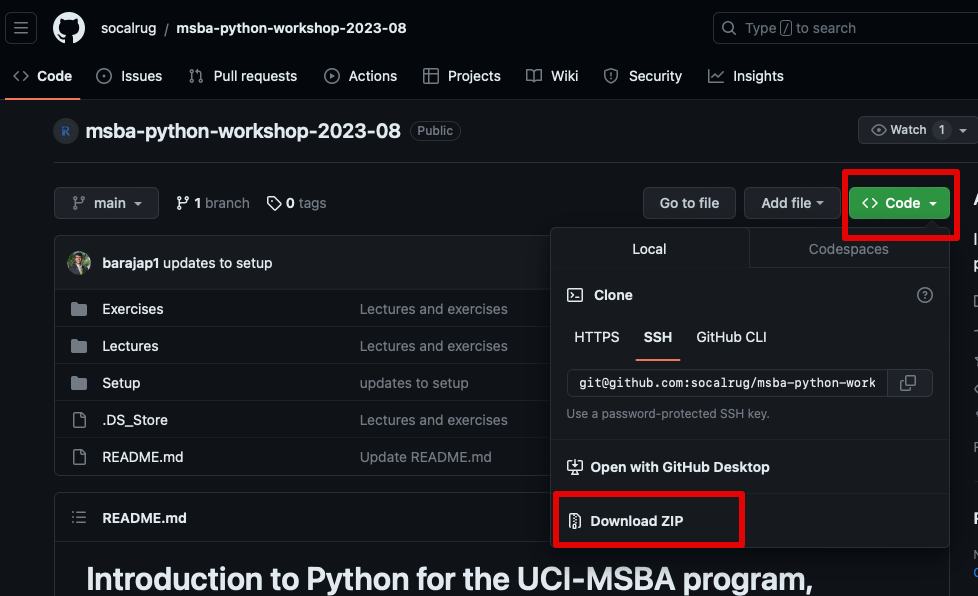 socalrug / msba-python-workshop-2023-08
Type / to search
<> Code
Issues
Pull requests
Actions
Projects
Wiki
Security
Insights
R
msba-python-workshop-2023-08
Public
Watch 1
main
1 branch
0 tags
Go to file
Add file
<> Code
Local
Codespaces
barajap1 updates to setup
Clone
Exercises Lectures and exercises
HTTPS
SSH
GitHub CLI
Lectures Lectures and exercises
Setup updates to setup
git@github.com:socalrug/msba-python-work
.DS_Store Lectures and exercises
Use a password-protected SSH key.
README.md Update README.md
Open with GitHub Desktop
README.md
Download ZIP
Introduction to Python for the UCI-MSBA program,